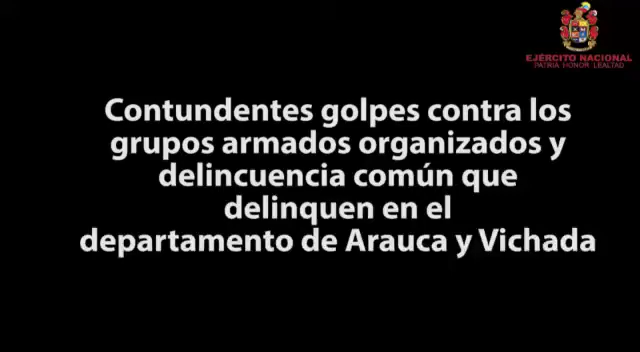 EJÉRCITO NACIONAL
PATRIA HONOR LEALTAD
Contundentes golpes contra los
grupos armados organizados y
delincuencia común que
delinquen en el
departamento de Arauca y Vichada